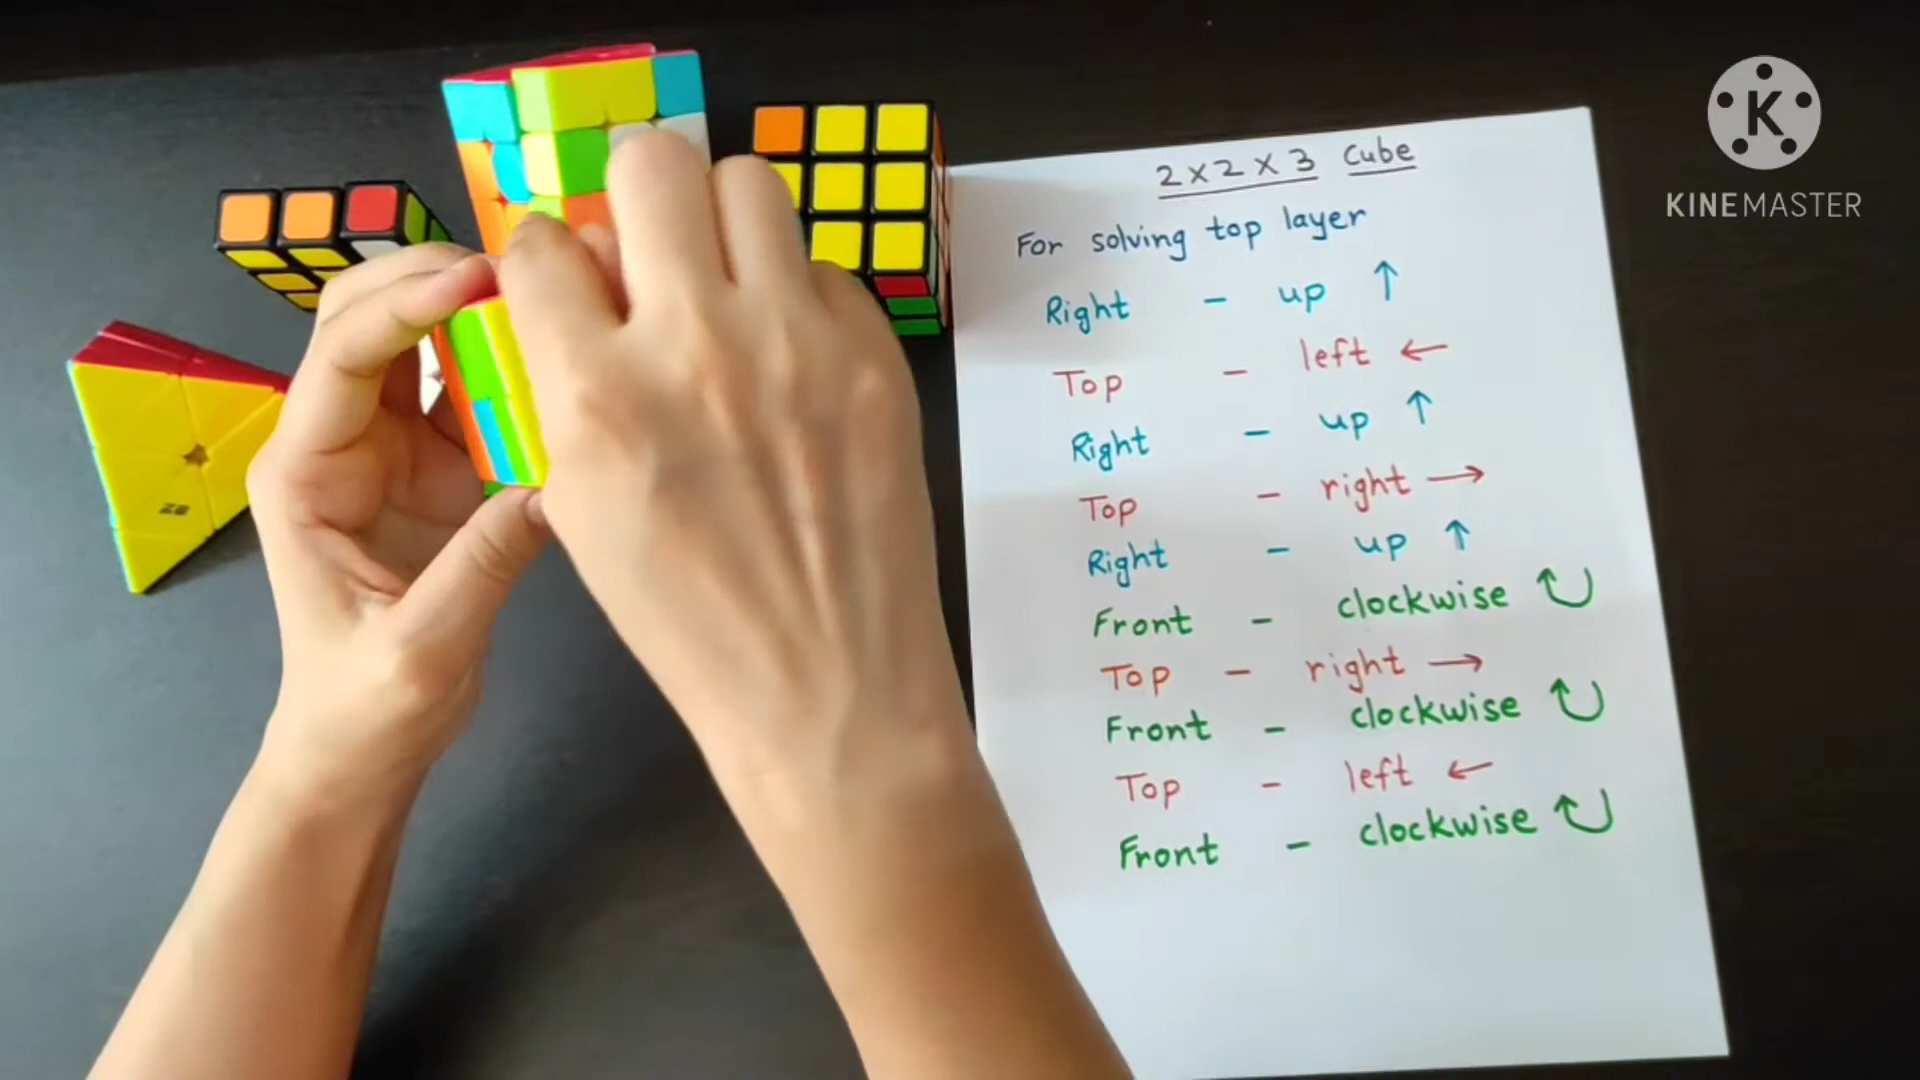 2x2x3 Cube
For solving top layer
Right - up ↑
Top - left ←
Right - up ↑
Top - right →
Right - up ↑
Front - clockwise ↻
Top - right →
Front - clockwise ↻
Top - left ←
Front - clockwise ↻
K
KINEMASTER